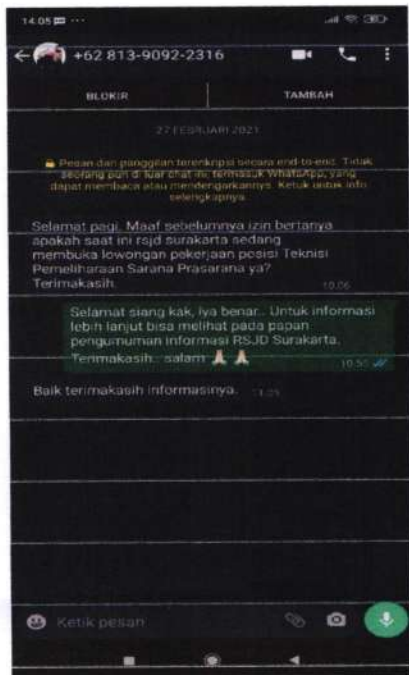 14.05
+62 813-9092-2316
BLOKIR
TAMBAH
27 FEBRUARI 2021
Pesan dan panggilan terenkripsi secara end-to-end. Tidak
seorang pun di luar chat ini, termasuk WhatsApp, yang
dapat membaca atau mendengarkannya. Ketuk untuk info
selengkapnya.
Selamat pagi. Maaf sebelumnya izin bertanya
apakah saat ini rsjd surakarta sedang
membuka lowongan pekerjaan posisi Teknisi
Pemeliharaan Sarana Prasarana ya?
Terimakasih.
10.06
Selamat siang kak, iya benar.. Untuk informasi
lebih lanjut bisa melihat pada papan
pengumuman informasi RSJD Surakarta.
Terimakasih.. salam
10.55
Baik terimakasih informasinya.
Ketik pesan